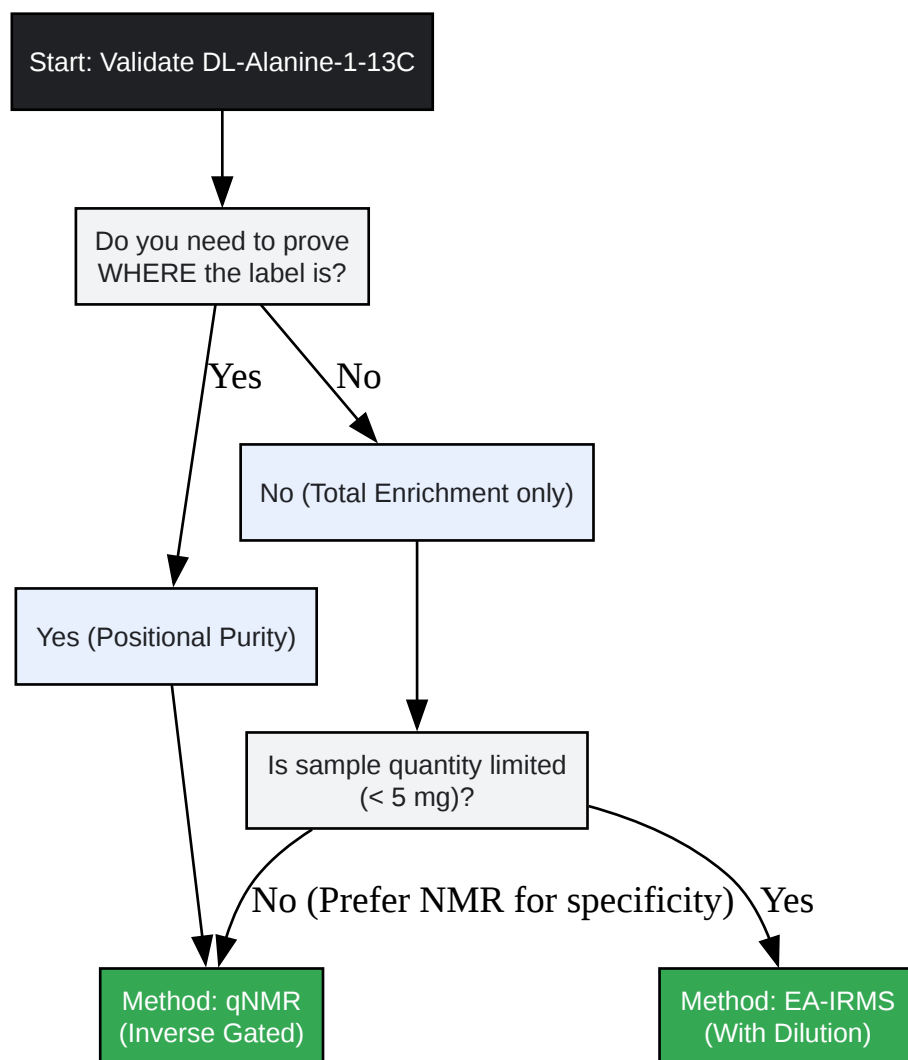 Start: Validate DL-Alanine-1-13C
Do you need to prove
WHERE the label is?
Yes
No
No (Total Enrichment only)
Yes (Positional Purity)
Is sample quantity limited
(< 5 mg)?
No (Prefer NMR for specificity)
Yes
Method: qNMR
(Inverse Gated)
Method: EA-IRMS
(With Dilution)